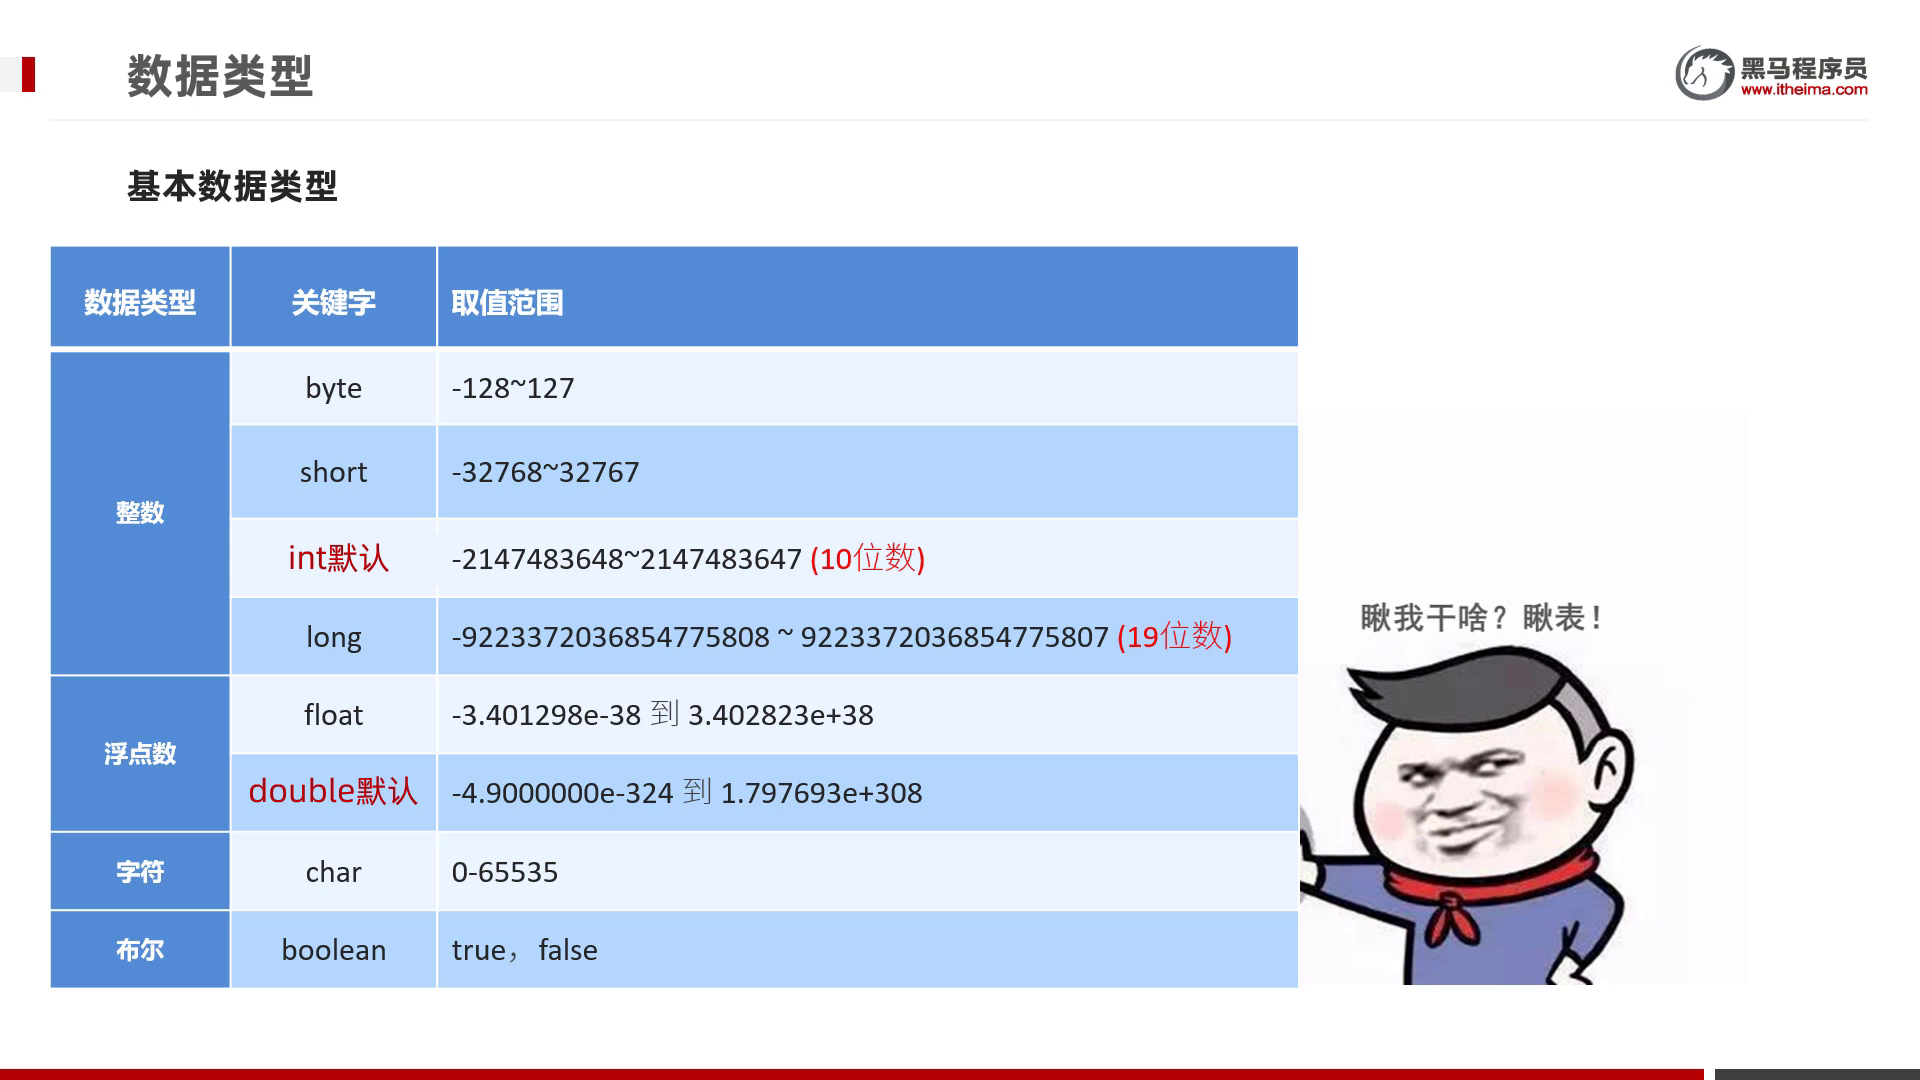 数据类型
黑马程序员
www.itheima.com
基本数据类型
数据类型 关键字 取值范围
整数
byte -128~127
short -32768~32767
int默认 -2147483648~2147483647 (10位数)
long -9223372036854775808 ~ 9223372036854775807 (19位数)
浮点数
float -3.401298e-38 到 3.402823e+38
double默认 -4.9000000e-324 到 1.797693e+308
字符 char 0-65535
布尔 boolean true，false
瞅我干啥？瞅表！